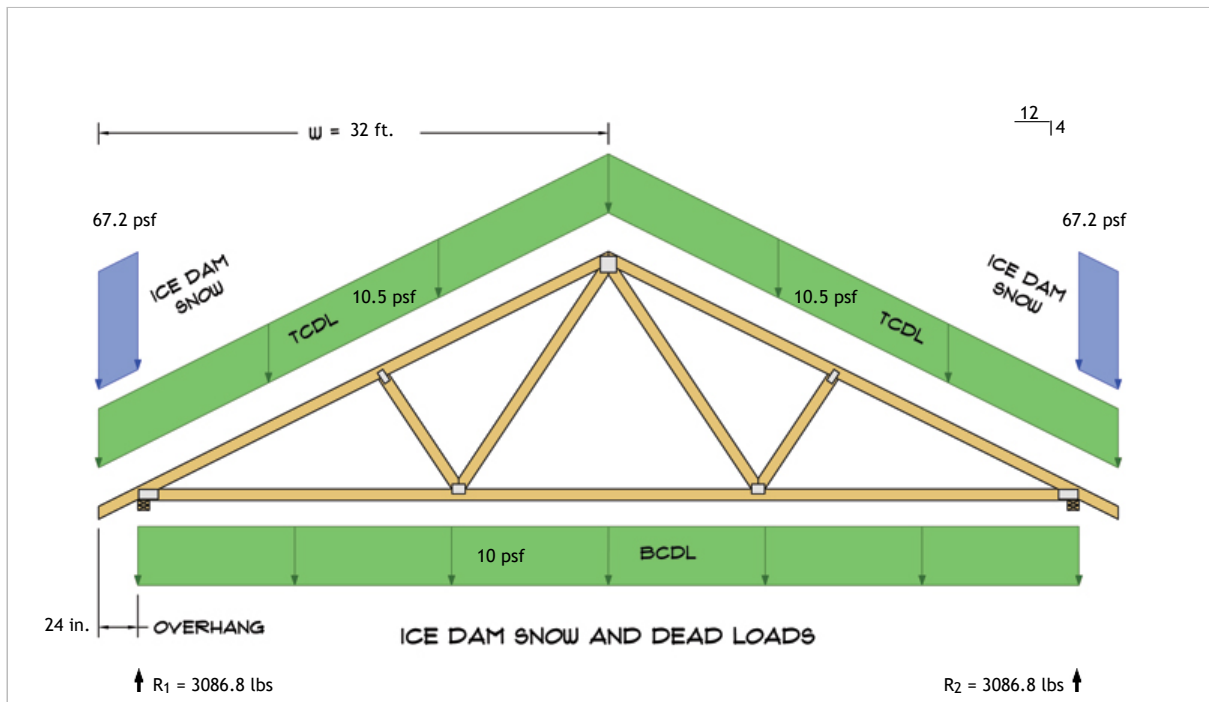 12
4
W = 32 ft.
67.2 psf
67.2 psf
ICE DAM
SNOW
ICE DAM
SNOW
10.5 psf
10.5 psf
TCDL
TCDL
10 psf
BCDL
24 in.
OVERHANG
ICE DAM SNOW AND DEAD LOADS
R1 = 3086.8 lbs
R2 = 3086.8 lbs